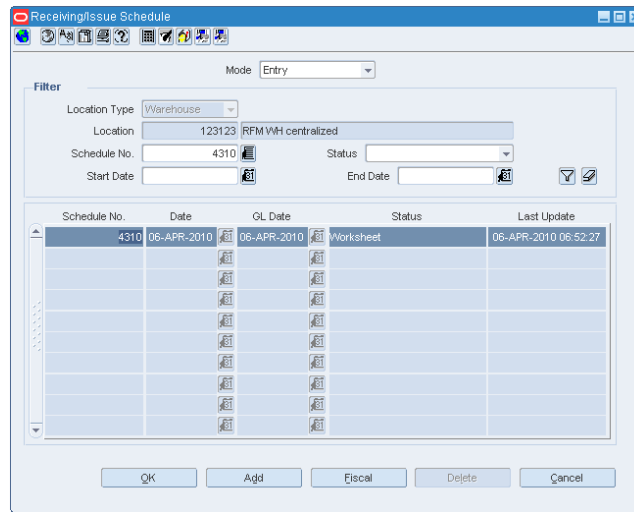 Receiving/Issue Schedule
Mode Entry
Filter
Location Type Warehouse
Location 123123 RFM WH centralized
Schedule No. 4310 Status
Start Date End Date
Schedule No. Date GL Date Status Last Update
4310 06-APR-2010 06-APR-2010 Worksheet 06-APR-2010 06:52:27
OK Add Fiscal Delete Cancel